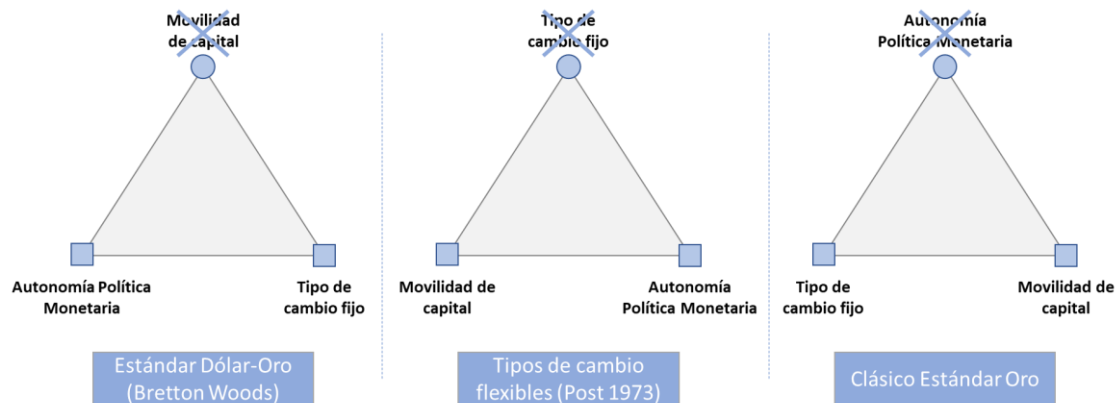 Movilidad
de capital
Autonomía Política
Monetaria
Tipo de
cambio fijo
Estándar Dólar-Oro
(Bretton Woods)
Tipo de
cambio fijo
Movilidad de
capital
Autonomía
Política Monetaria
Tipos de cambio
flexibles (Post 1973)
Autonomía
Política Monetaria
Tipo de
cambio fijo
Movilidad de
capital
Clásico Estándar Oro